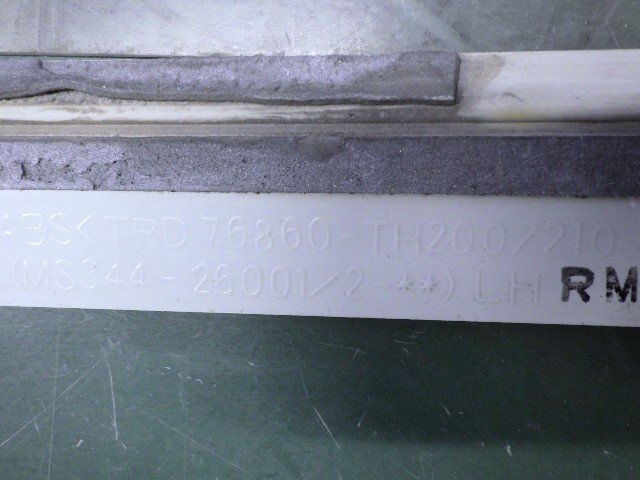 ABS< TRD 76860-TH200/210
(MS344-26001/2 **) LH RM